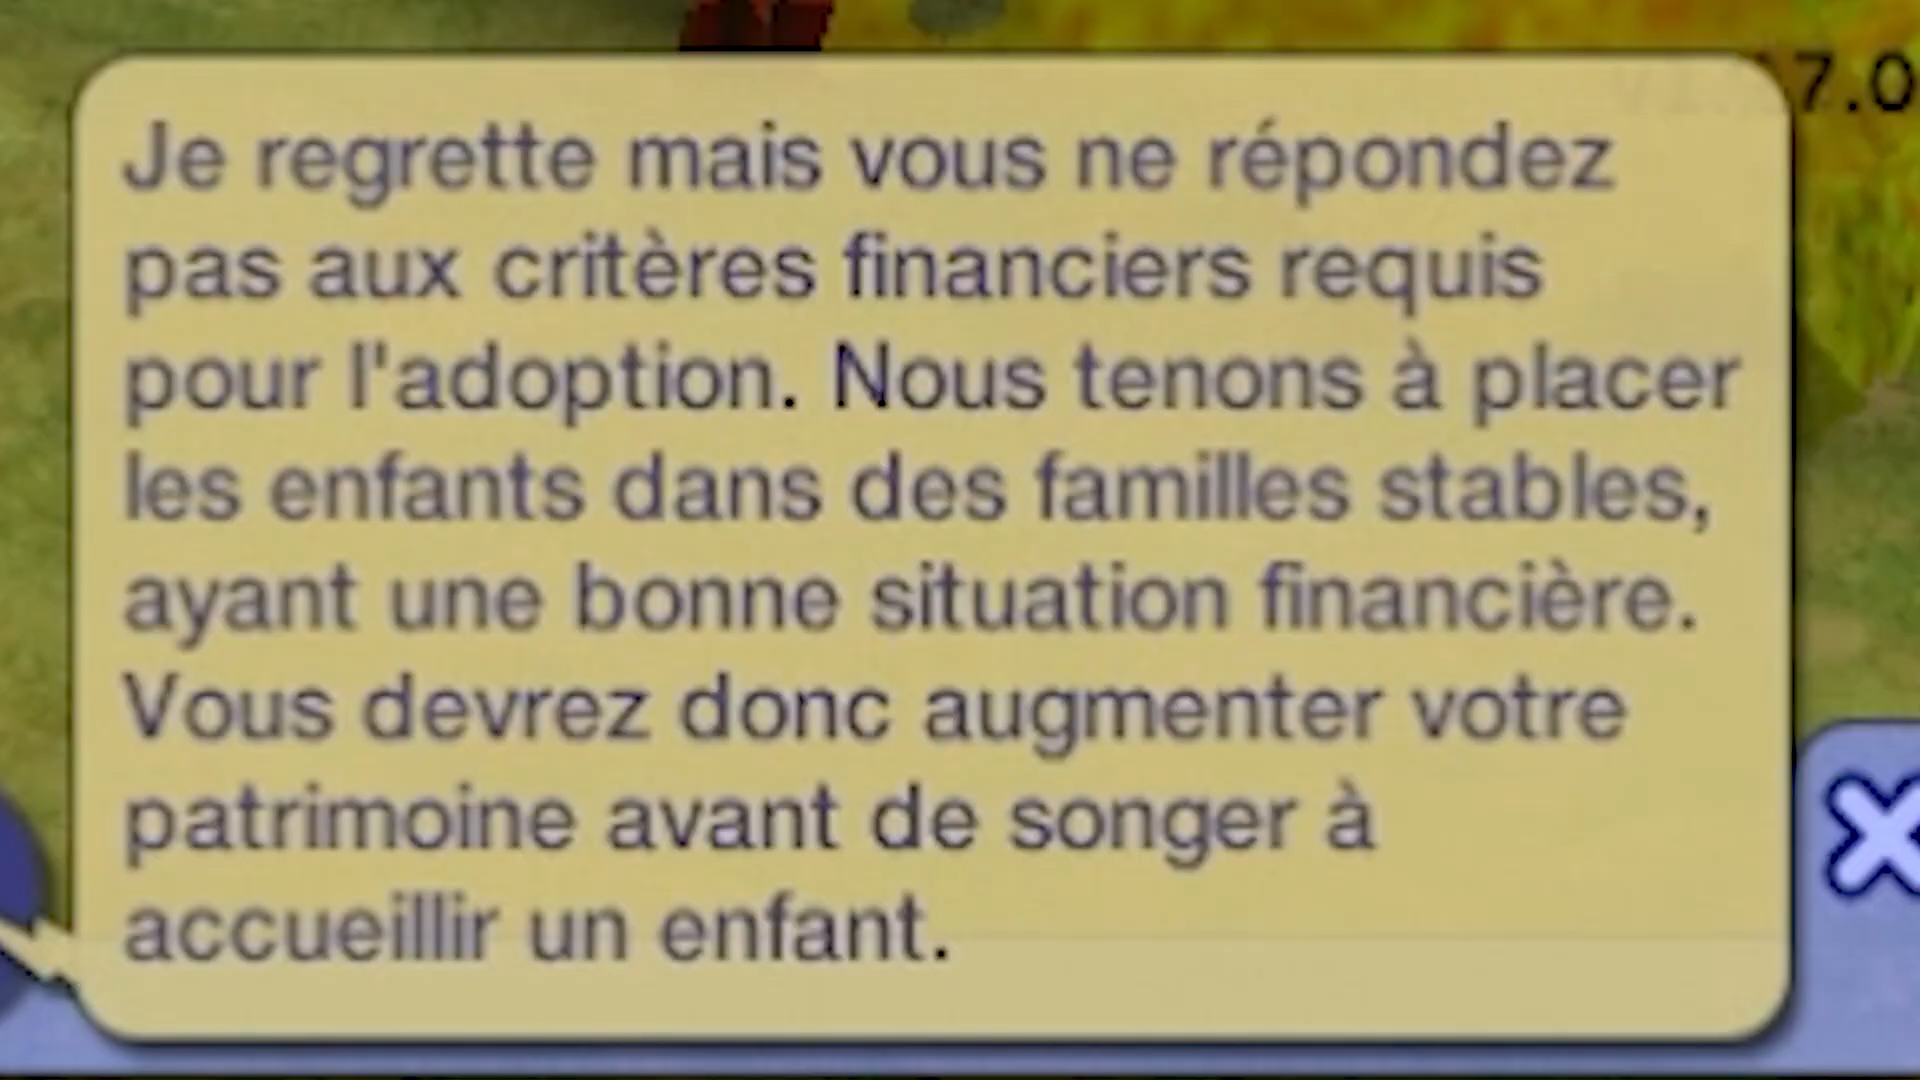 7.0
Je regrette mais vous ne répondez
pas aux critères financiers requis
pour l'adoption. Nous tenons à placer
les enfants dans des familles stables,
ayant une bonne situation financière.
Vous devrez donc augmenter votre
patrimoine avant de songer à
accueillir un enfant.